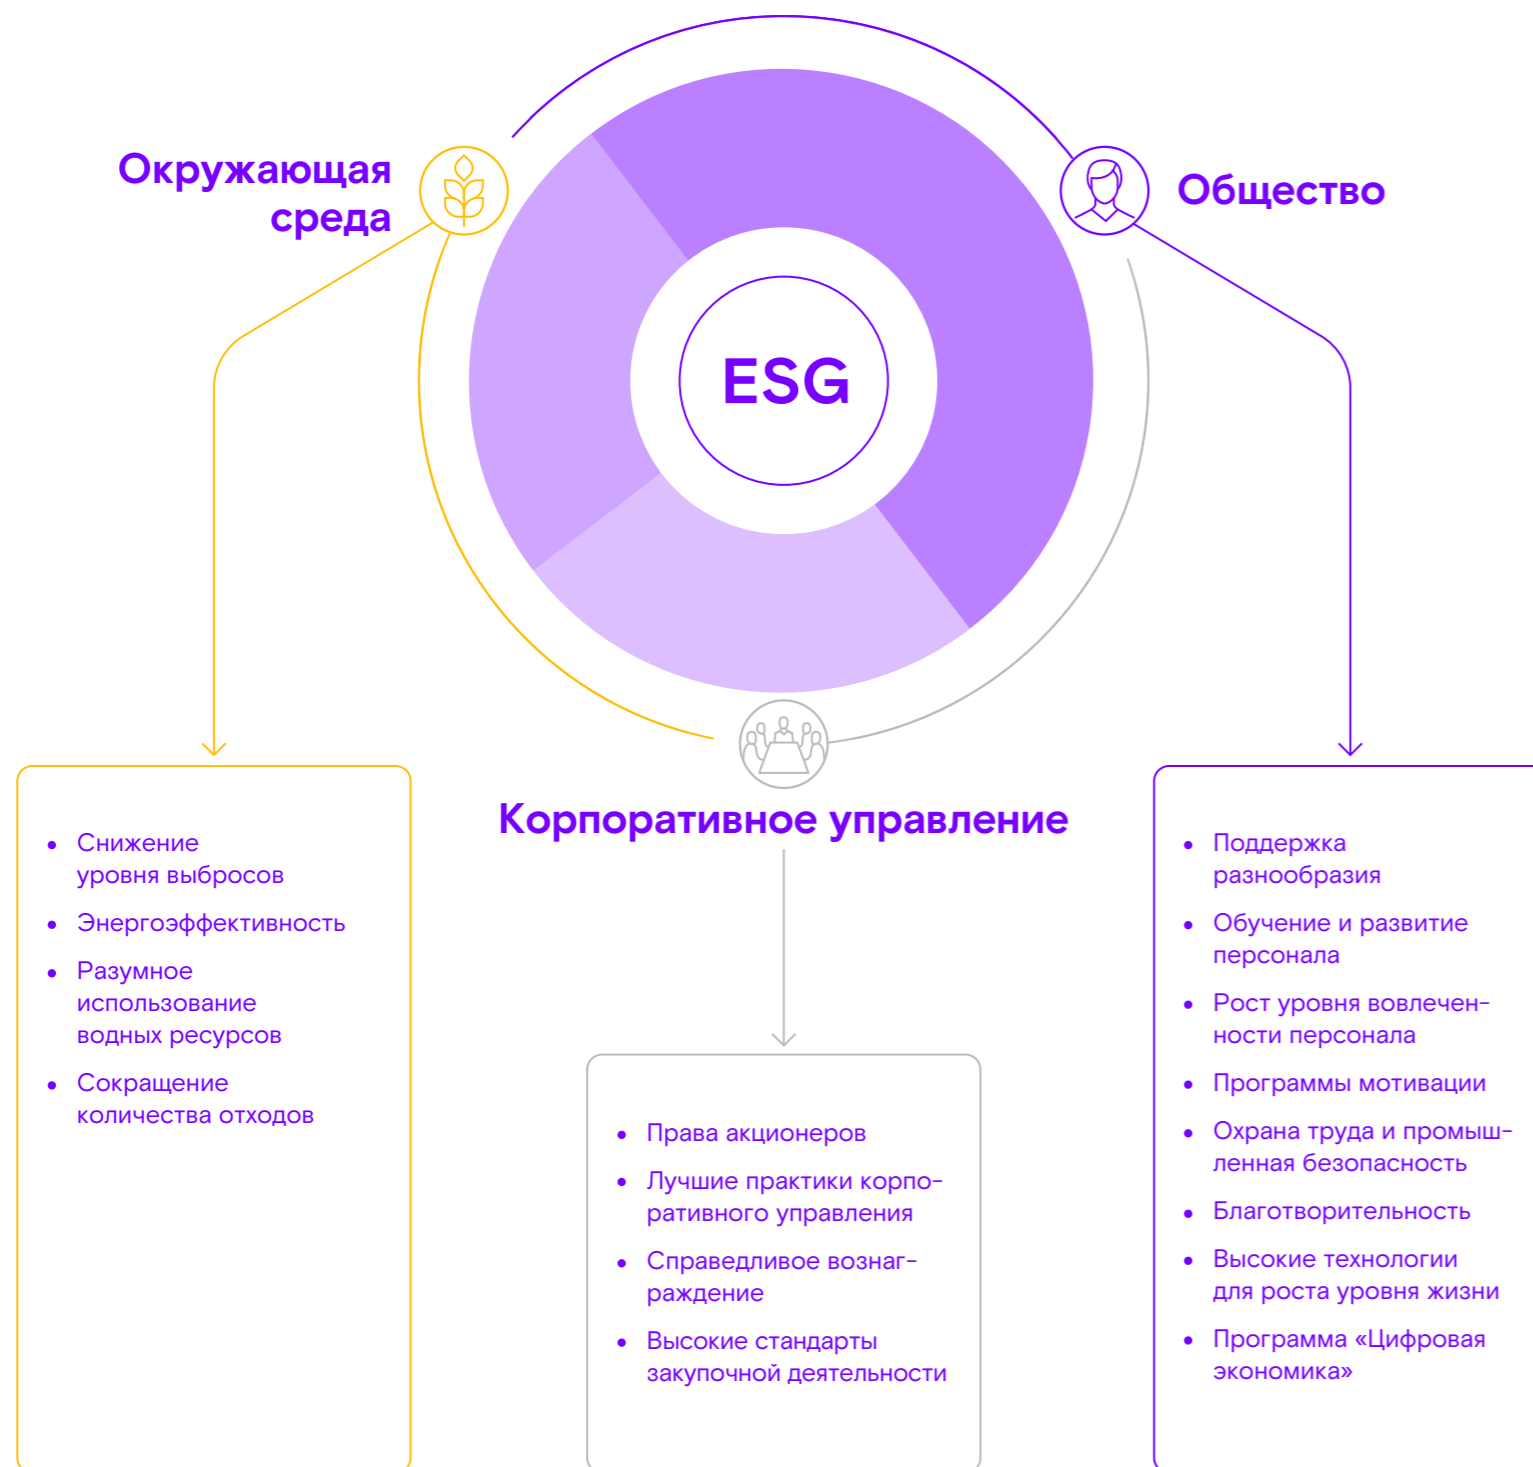 Окружающая
среда
Общество
ESG
Корпоративное управление
• Снижение
уровня выбросов
• Энергоэффективность
• Разумное
использование
водных ресурсов
• Сокращение
количества отходов
• Права акционеров
• Лучшие практики корпо-
ративного управления
• Справедливое вознаг-
раждение
• Высокие стандарты
закупочной деятельности
• Поддержка
разнообразия
• Обучение и развитие
персонала
• Рост уровня вовлечен-
ности персонала
• Программы мотивации
• Охрана труда и промыш-
ленная безопасность
• Благотворительность
• Высокие технологии
для роста уровня жизни
• Программа «Цифровая
экономика»